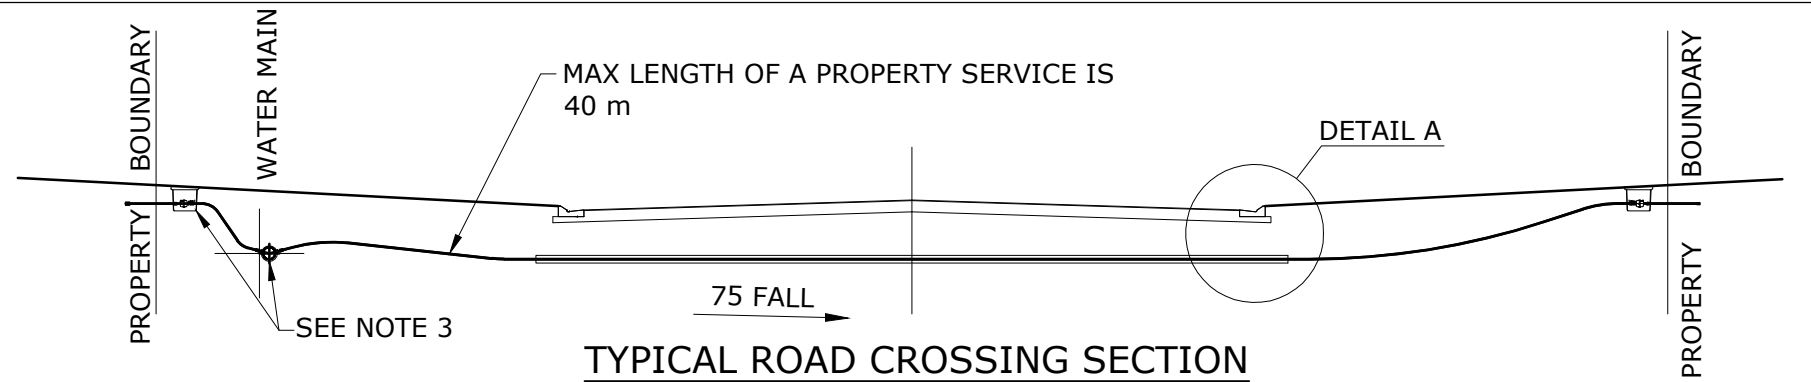 PROPERTY BOUNDARY
WATER MAIN
MAX LENGTH OF A PROPERTY SERVICE IS
40 m
DETAIL A
PROPERTY BOUNDARY
75 FALL
SEE NOTE 3
TYPICAL ROAD CROSSING SECTION